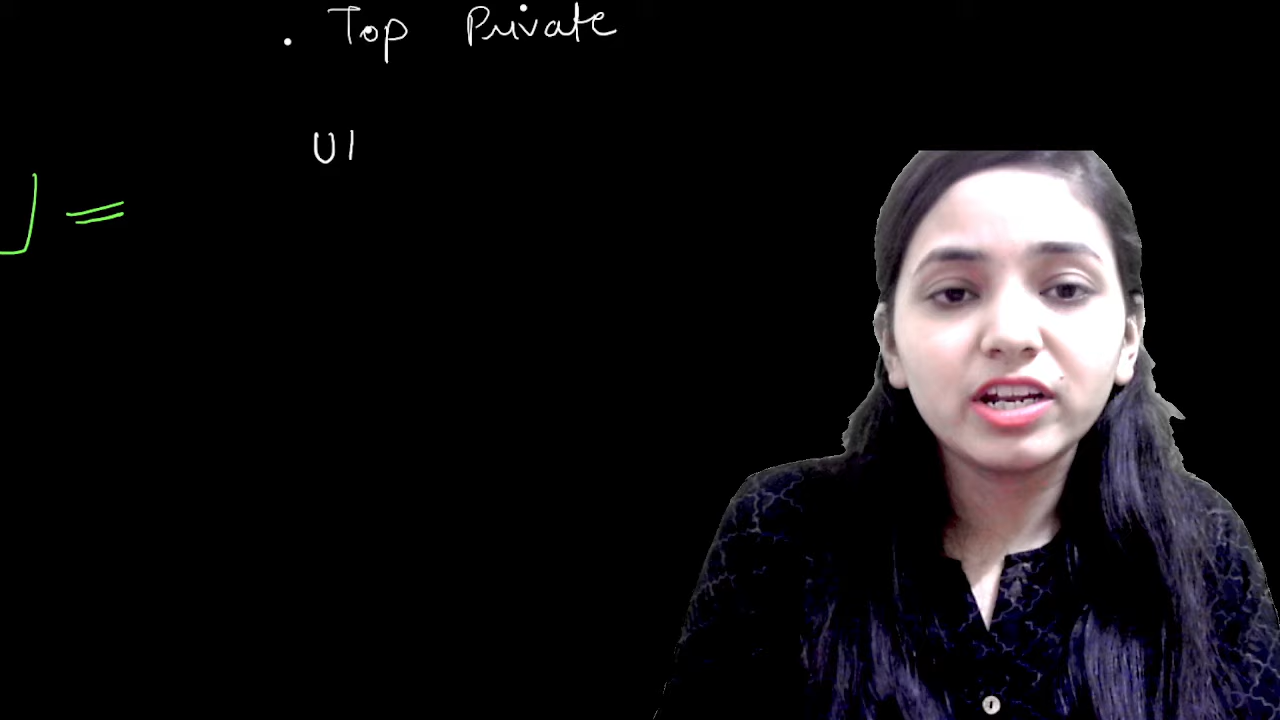 . Top Private
UI
=